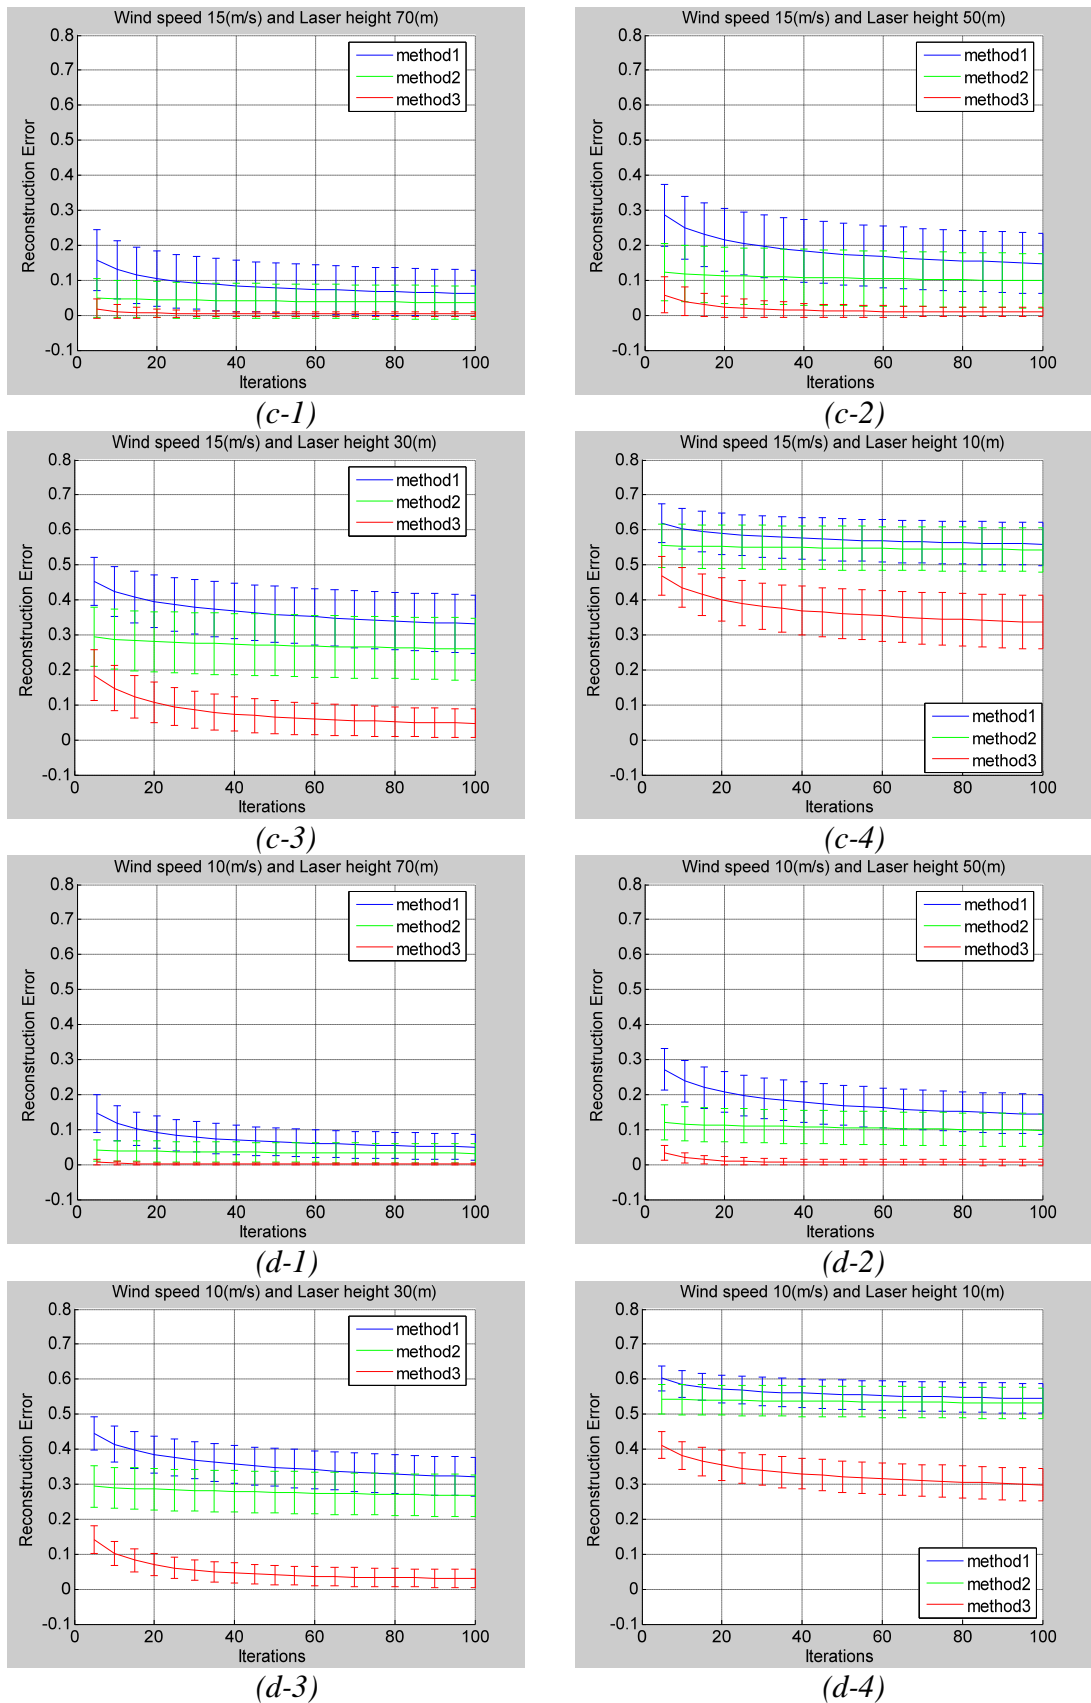 Wind speed 15(m/s) and Laser height 70(m)
0.8
0.7
0.6
0.5
0.4
0.3
0.2
0.1
0
-0.1
Reconstruction Error
method1
method2
method3
0 20 40 60 80 100
Iterations
(c-1)
Wind speed 15(m/s) and Laser height 50(m)
0.8
0.7
0.6
0.5
0.4
0.3
0.2
0.1
0
-0.1
Reconstruction Error
method1
method2
method3
0 20 40 60 80 100
Iterations
(c-2)
Wind speed 15(m/s) and Laser height 30(m)
0.8
0.7
0.6
0.5
0.4
0.3
0.2
0.1
0
-0.1
Reconstruction Error
method1
method2
method3
0 20 40 60 80 100
Iterations
(c-3)
Wind speed 15(m/s) and Laser height 10(m)
0.8
0.7
0.6
0.5
0.4
0.3
0.2
0.1
0
-0.1
Reconstruction Error
method1
method2
method3
0 20 40 60 80 100
Iterations
(c-4)
Wind speed 10(m/s) and Laser height 70(m)
0.8
0.7
0.6
0.5
0.4
0.3
0.2
0.1
0
-0.1
Reconstruction Error
method1
method2
method3
0 20 40 60 80 100
Iterations
(d-1)
Wind speed 10(m/s) and Laser height 50(m)
0.8
0.7
0.6
0.5
0.4
0.3
0.2
0.1
0
-0.1
Reconstruction Error
method1
method2
method3
0 20 40 60 80 100
Iterations
(d-2)
Wind speed 10(m/s) and Laser height 30(m)
0.8
0.7
0.6
0.5
0.4
0.3
0.2
0.1
0
-0.1
Reconstruction Error
method1
method2
method3
0 20 40 60 80 100
Iterations
(d-3)
Wind speed 10(m/s) and Laser height 10(m)
0.8
0.7
0.6
0.5
0.4
0.3
0.2
0.1
0
-0.1
Reconstruction Error
method1
method2
method3
0 20 40 60 80 100
Iterations
(d-4)